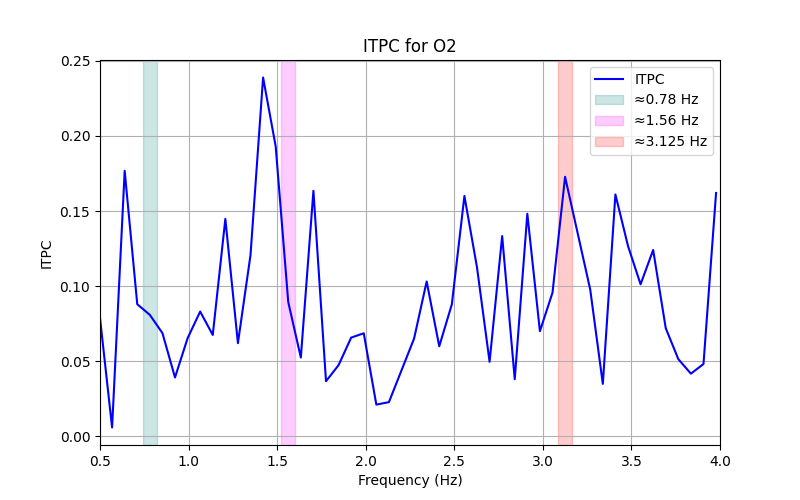 ITPC for O2
ITPC
≈0.78 Hz
≈1.56 Hz
≈3.125 Hz
0.25
0.20
0.15
0.10
0.05
0.00
ITPC
0.5 1.0 1.5 2.0 2.5 3.0 3.5 4.0
Frequency (Hz)